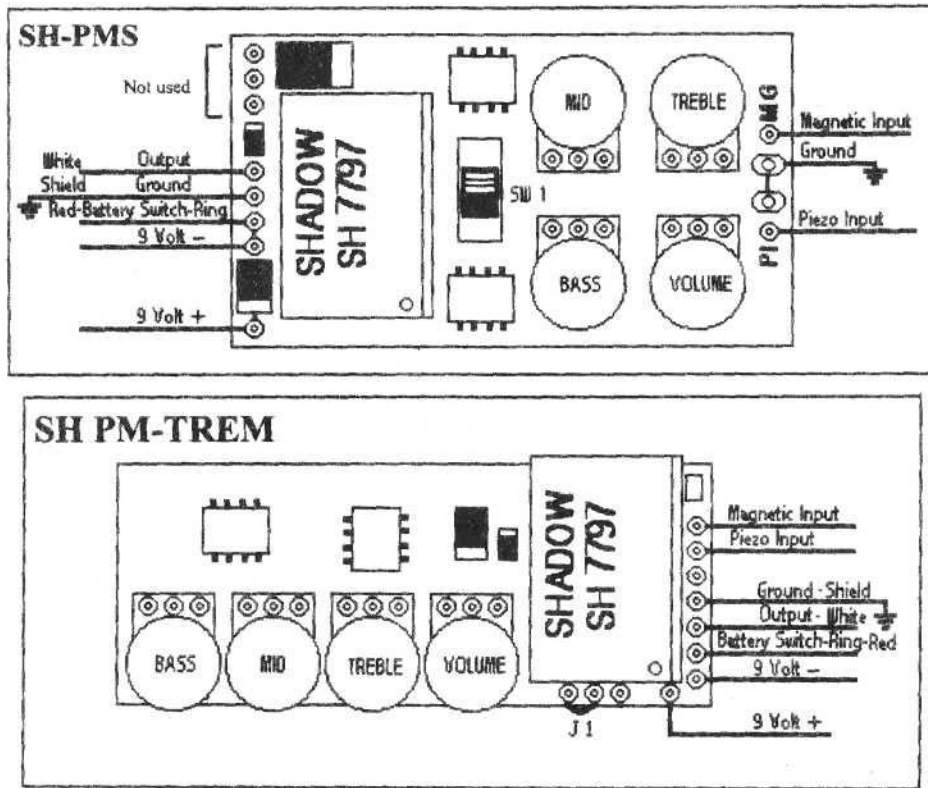 SH-PMS
Not used
White Output
Shield Ground
Red-Battery Switch-Ring
9 Volt -
9 Volt +
SHADOW
SH 7797
SW 1
MID
TREBLE
BASS
VOLUME
MG
PI
Magnetic Input
Ground
Piezo Input
SH PM-TREM
SHADOW
SH 7797
BASS
MID
TREBLE
VOLUME
J 1
Magnetic Input
Piezo Input
Ground - Shield
Output - White
Battery Switch-Ring-Red
9 Volt -
9 Volt +